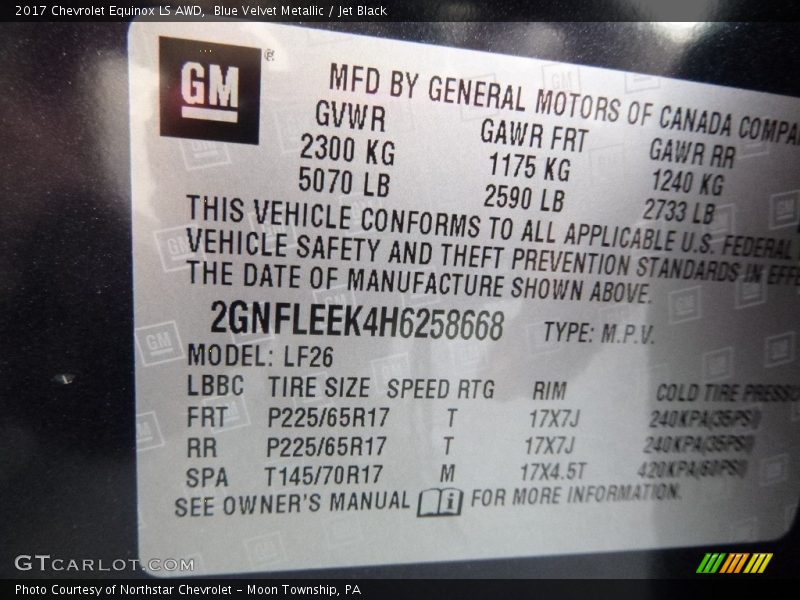 2017 Chevrolet Equinox LS AWD, Blue Velvet Metallic / Jet Black
GM
MFD BY GENERAL MOTORS OF CANADA COMPA
GVWR GAWR FRT GAWR RR
2300 KG 1175 KG 1240 KG
5070 LB 2590 LB 2733 LB
THIS VEHICLE CONFORMS TO ALL APPLICABLE U.S. FEDERAL
VEHICLE SAFETY AND THEFT PREVENTION STANDARDS IN EFFE
THE DATE OF MANUFACTURE SHOWN ABOVE.
2GNFLEEK4H6258668 TYPE: M.P.V.
MODEL: LF26
LBBC TIRE SIZE SPEED RTG RIM COLD TIRE PRESSU
FRT P225/65R17 T 17X7J 240KPA(35PSI)
RR P225/65R17 T 17X7J 240KPA(35PSI)
SPA T145/70R17 M 17X4.5T 420KPA(60PSI)
SEE OWNER'S MANUAL i FOR MORE INFORMATION.
GTCARLOT.COM
Photo Courtesy of Northstar Chevrolet - Moon Township, PA